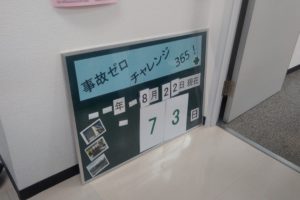 事故ゼロ
チャレンジ
365!
年 8月22日現在
73日